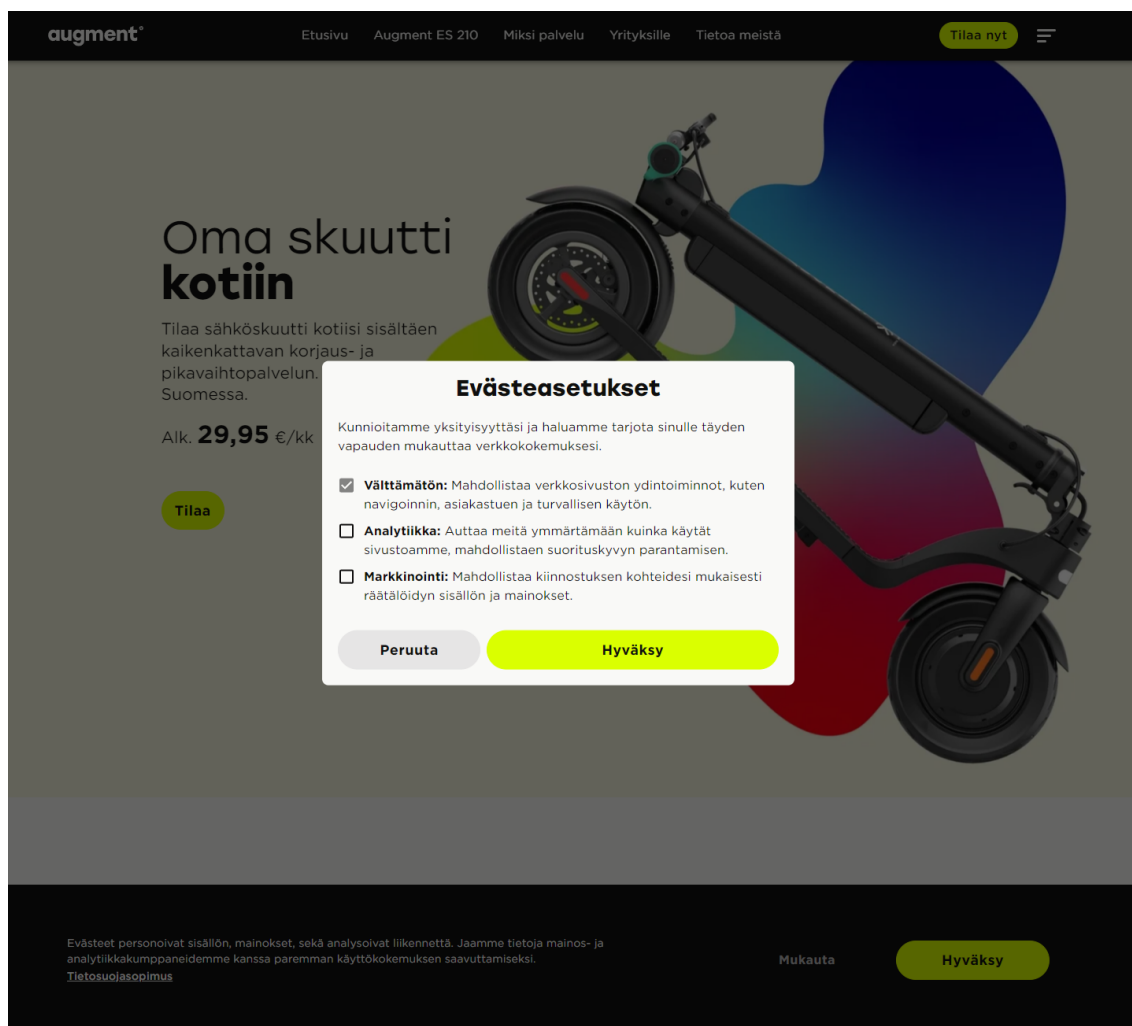 augment°
Etusivu Augment ES 210 Miksi palvelu Yrityksille Tietoa meistä Tilaa nyt
Oma skuutti
kotiin
Tilaa sähköskuutti kotiisi sisältäen
kaikenkattavan korjaus- ja
pikavaihtopalvelun.
Suomessa.
Alk. 29,95 €/kk
Tilaa
Evästeasetukset
Kunnioitamme yksityisyyttäsi ja haluamme tarjota sinulle täyden
vapauden mukauttaa verkkokokemuksesi.
Välttämätön: Mahdollistaa verkkosivuston ydintoiminnot, kuten
navigoinnin, asiakastuen ja turvallisen käytön.
Analytiikka: Auttaa meitä ymmärtämään kuinka käytät
sivustoamme, mahdollistaen suorituskyvyn parantamisen.
Markkinointi: Mahdollistaa kiinnostuksen kohteidesi mukaisesti
räätälöidyn sisällön ja mainokset.
Peruuta Hyväksy
Evästeet personoivat sisällön, mainokset, sekä analysoivat liikennettä. Jaamme tietoja mainos- ja
analytiikkakumppaneidemme kanssa paremman käyttökokemuksen saavuttamiseksi.
Tietosuojasopimus
Mukauta Hyväksy